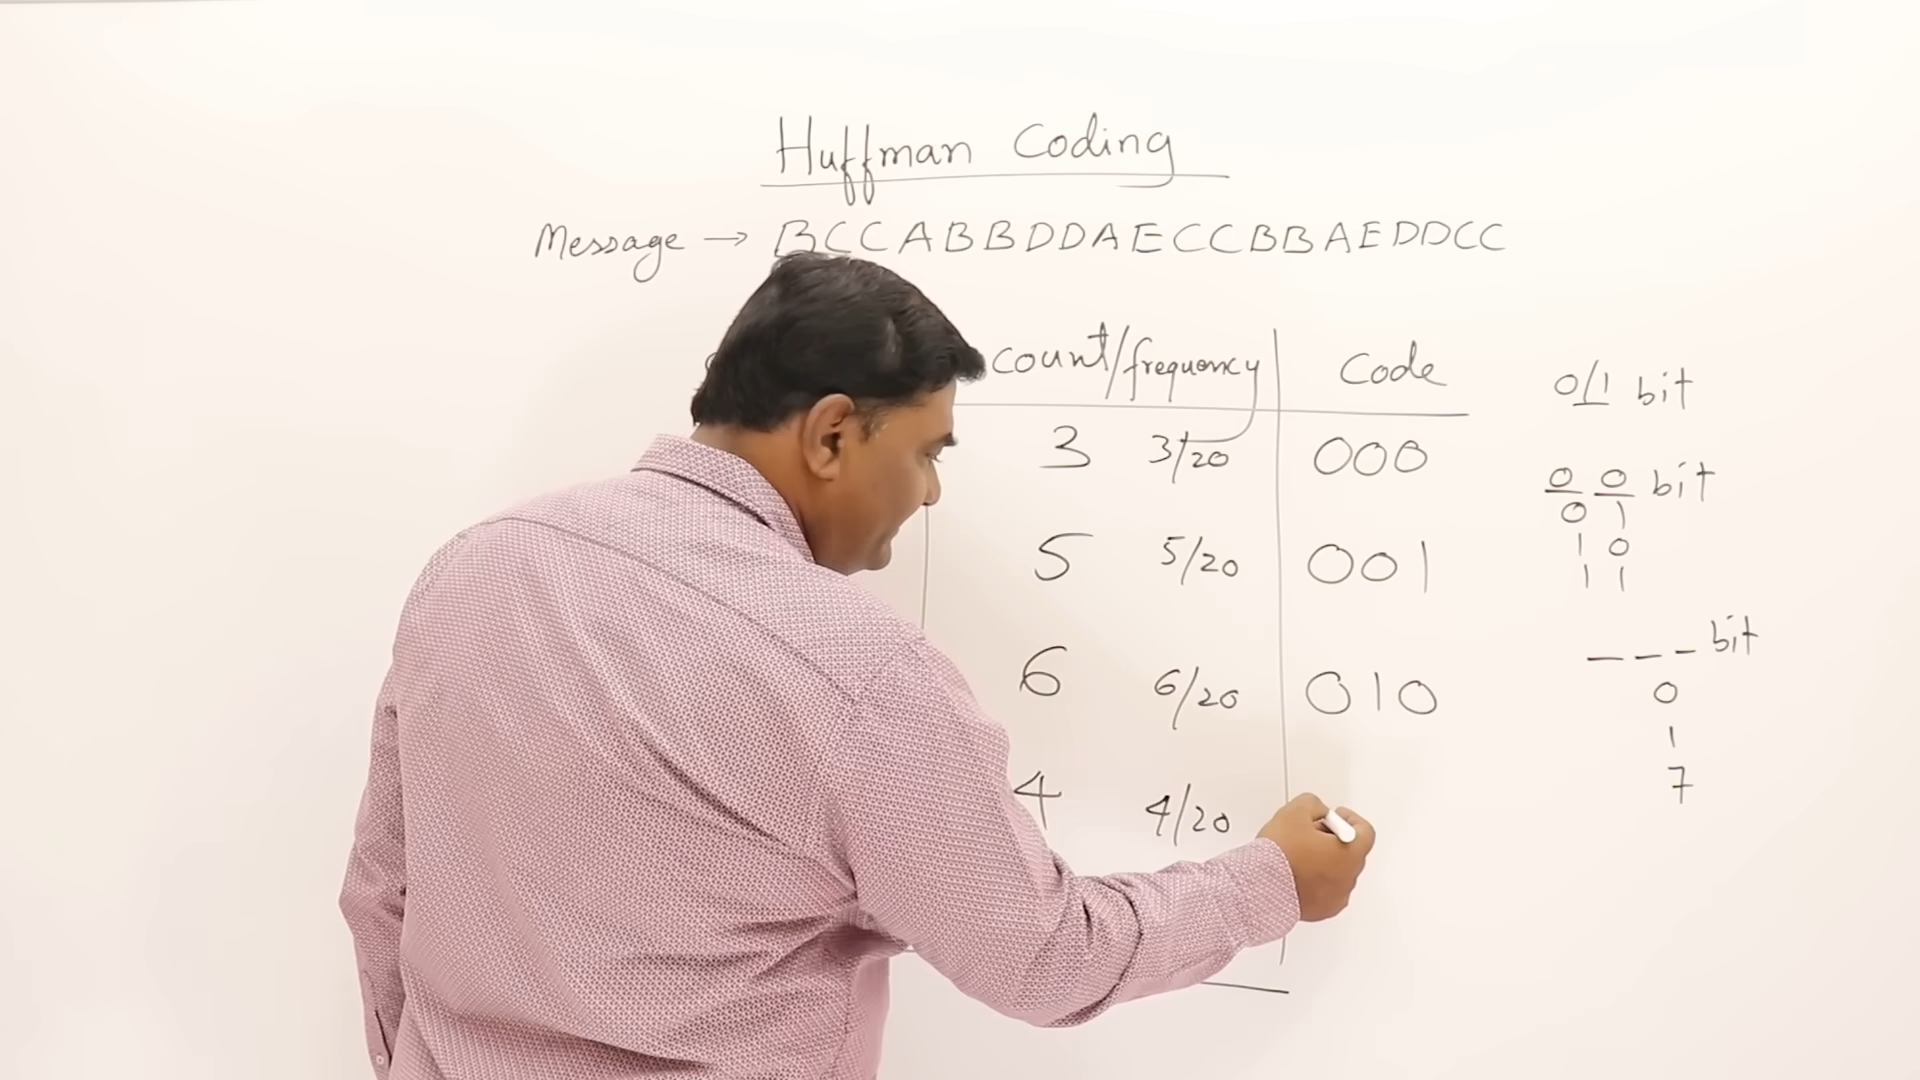 Huffman Coding
Message → BCCABBDDAECCBBAEDDCC
count/frequency Code
3 3/20 000
5 5/20 001
6 6/20 010
4 4/20
0/1 bit
0 0 bit
0 1
1 0
1 1
_ _ _ bit
0
1
7